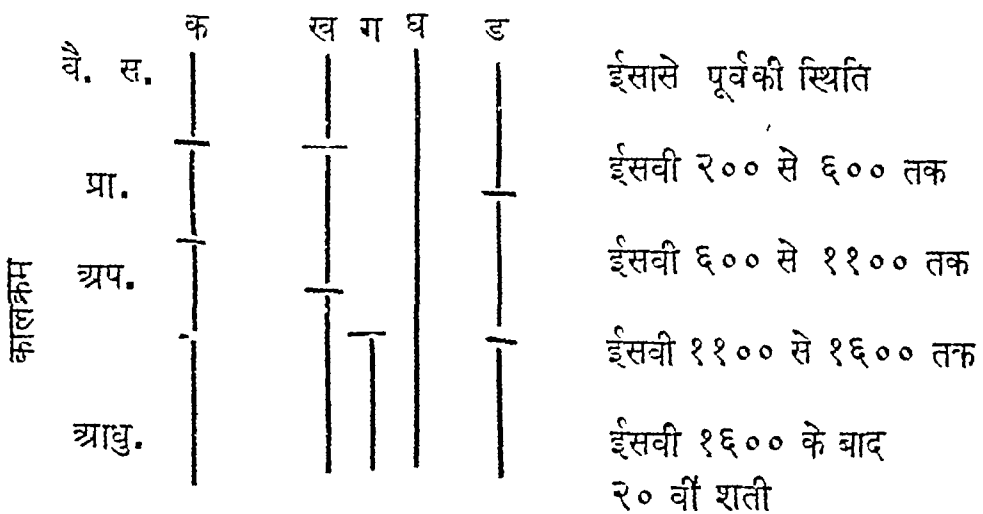 क ख ग घ ड
वै. स. ईसासे पूर्वकी स्थिति
ईसवी २०० से ६०० तक
प्रा.
अप. ईसवी ६०० से ११०० तक
कालक्रम
ईसवी ११०० से १६०० तक
आधु. ईसवी १६०० के बाद
२० वीं शती